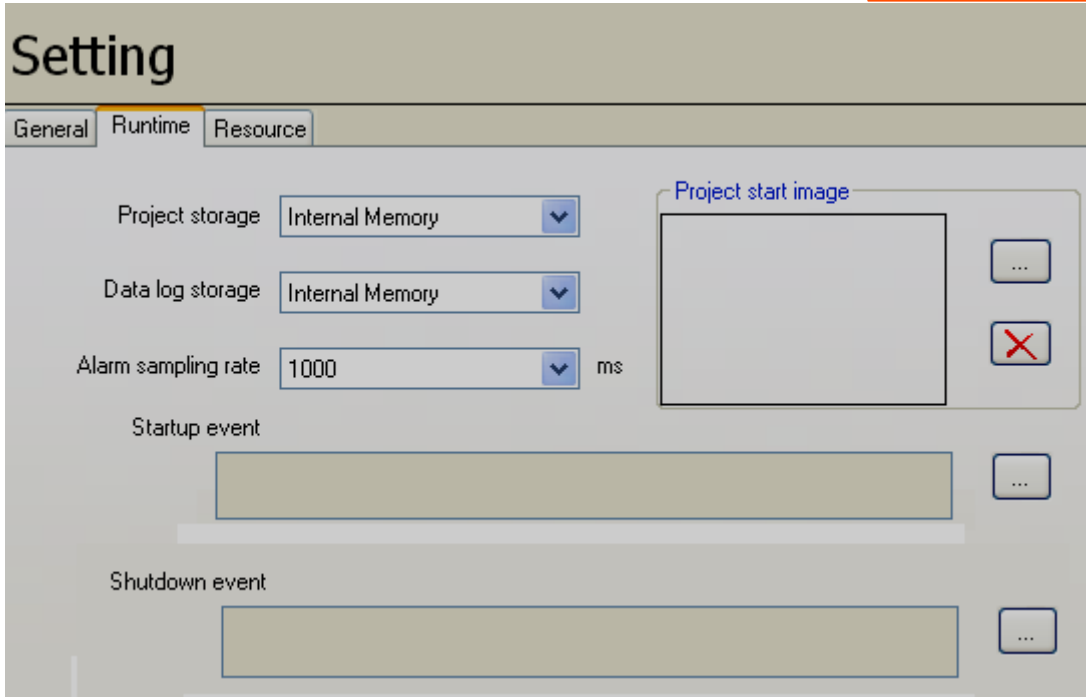 Setting
General Runtime Resource
Project storage Internal Memory
Project start image
...
Data log storage Internal Memory
Alarm sampling rate 1000 ms
Startup event
...
Shutdown event
...